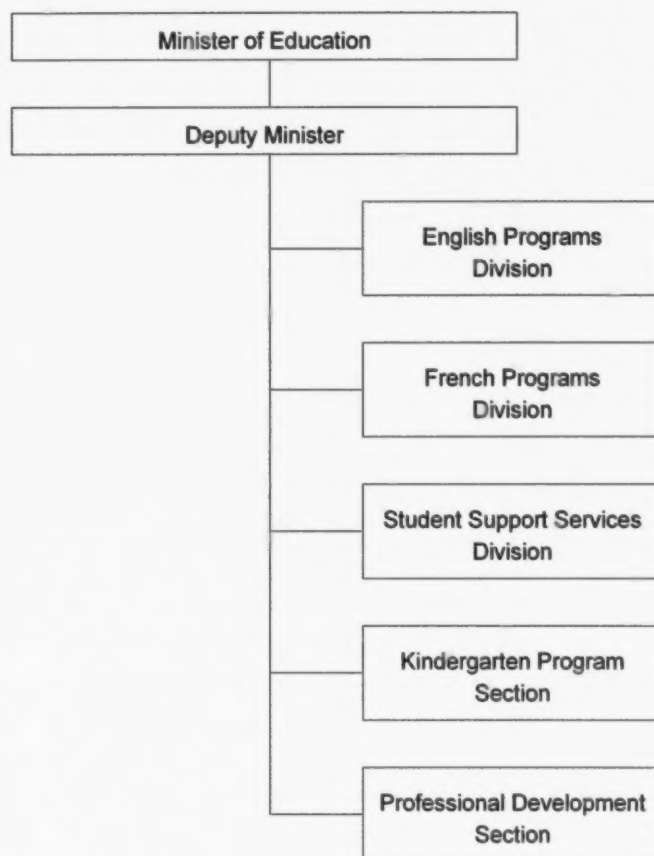 Minister of Education
Deputy Minister
English Programs
Division
French Programs
Division
Student Support Services
Division
Kindergarten Program
Section
Professional Development
Section